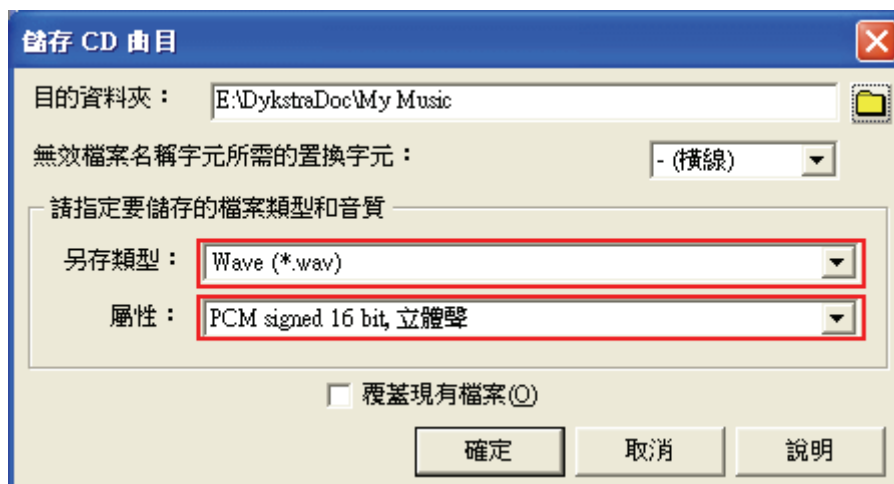 儲存 CD 曲目
目的資料夾： E:\DykstraDoc\My Music
無效檔案名稱字元所需的置換字元： - (橫線)
請指定要儲存的檔案類型和音質
另存類型： Wave (*.wav)
屬性： PCM signed 16 bit, 立體聲
覆蓋現有檔案(O)
確定 取消 說明